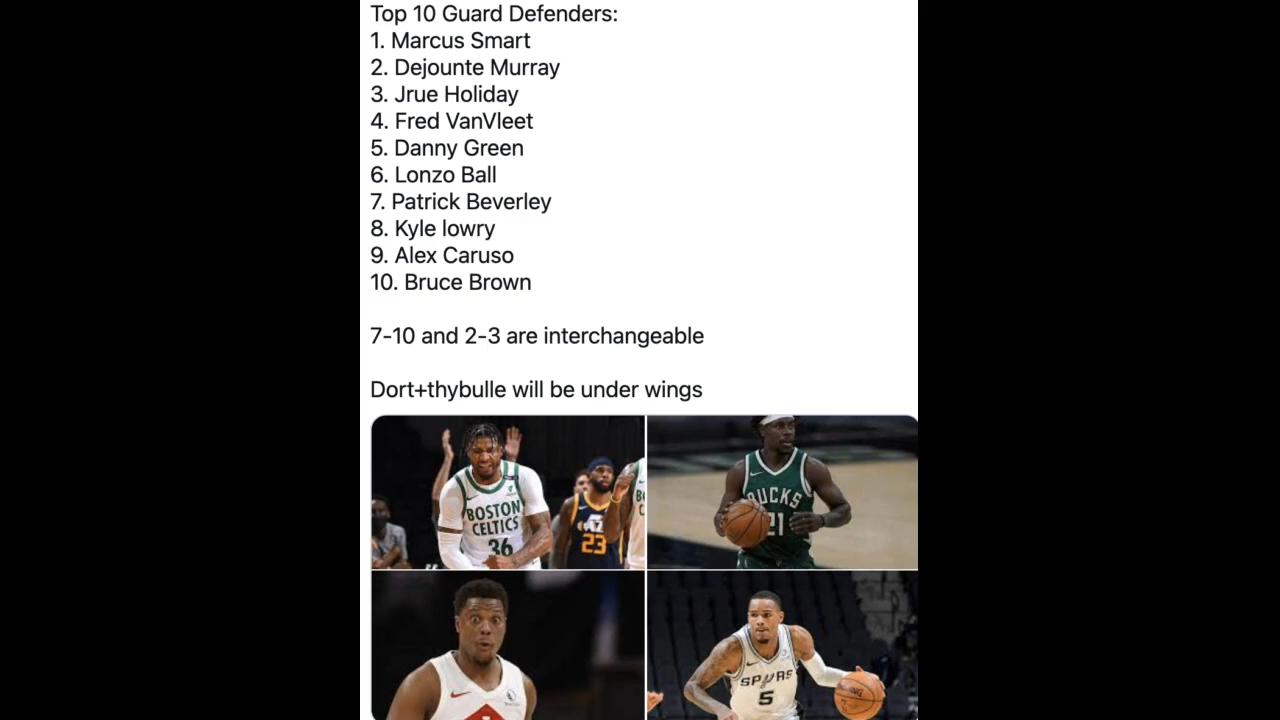 Top 10 Guard Defenders:
1. Marcus Smart
2. Dejounte Murray
3. Jrue Holiday
4. Fred VanVleet
5. Danny Green
6. Lonzo Ball
7. Patrick Beverley
8. Kyle lowry
9. Alex Caruso
10. Bruce Brown
7-10 and 2-3 are interchangeable
Dort+thybulle will be under wings
BOSTON
CELTICS
36
23
BUCKS
21
SPURS
5